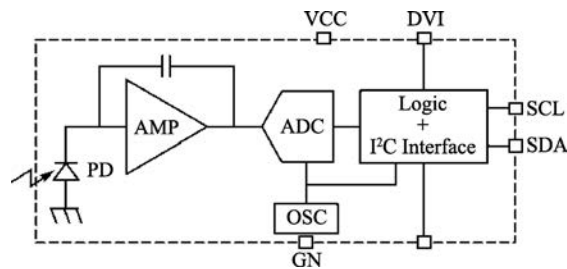 VCC
DVI
AMP
ADC
Logic
+
I²C Interface
SCL
SDA
PD
OSC
GN